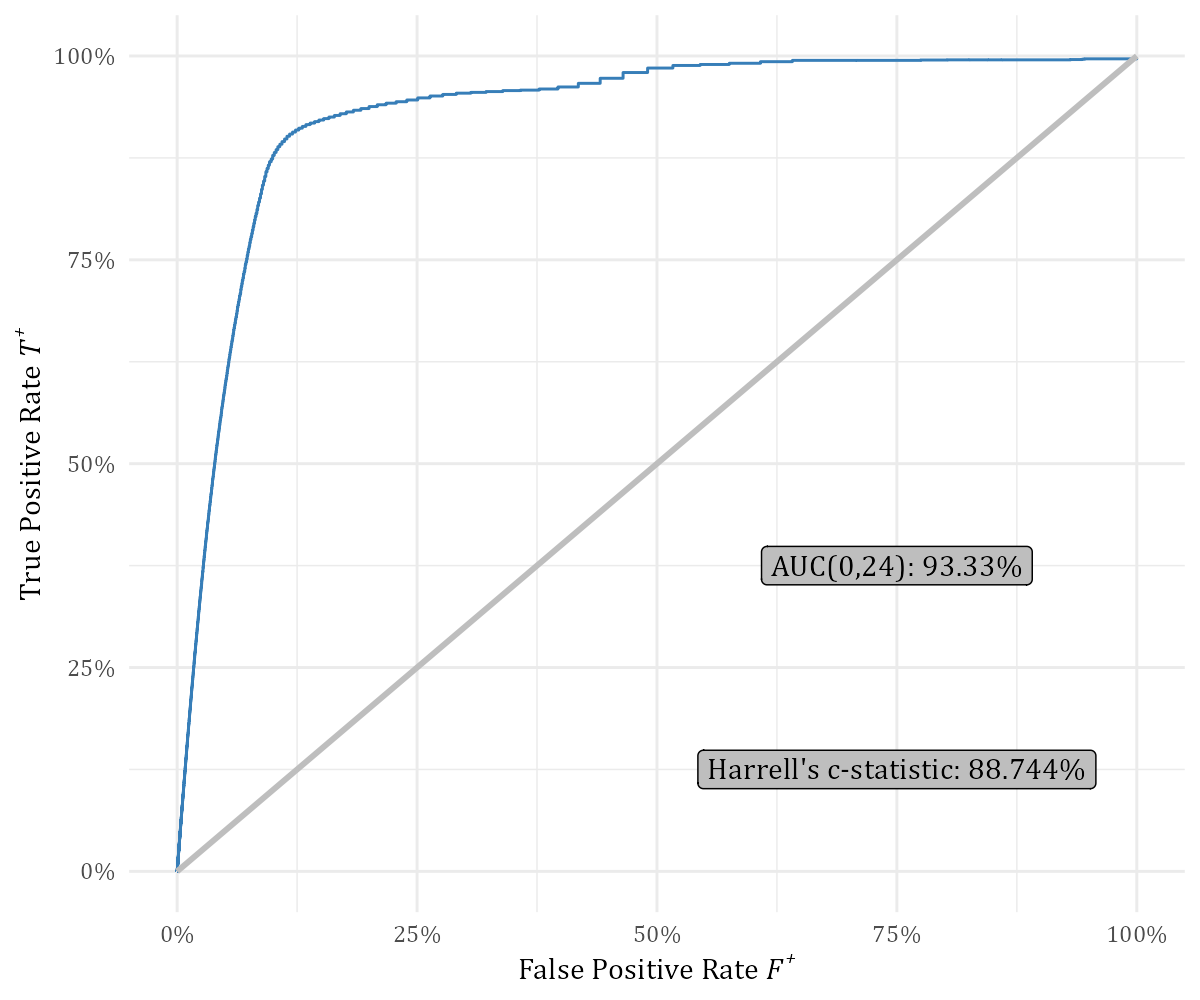 100%
75%
50%
25%
0%
True Positive Rate T⁺
AUC(0,24): 93.33%
Harrell's c-statistic: 88.744%
0%
25%
50%
75%
100%
False Positive Rate F⁺